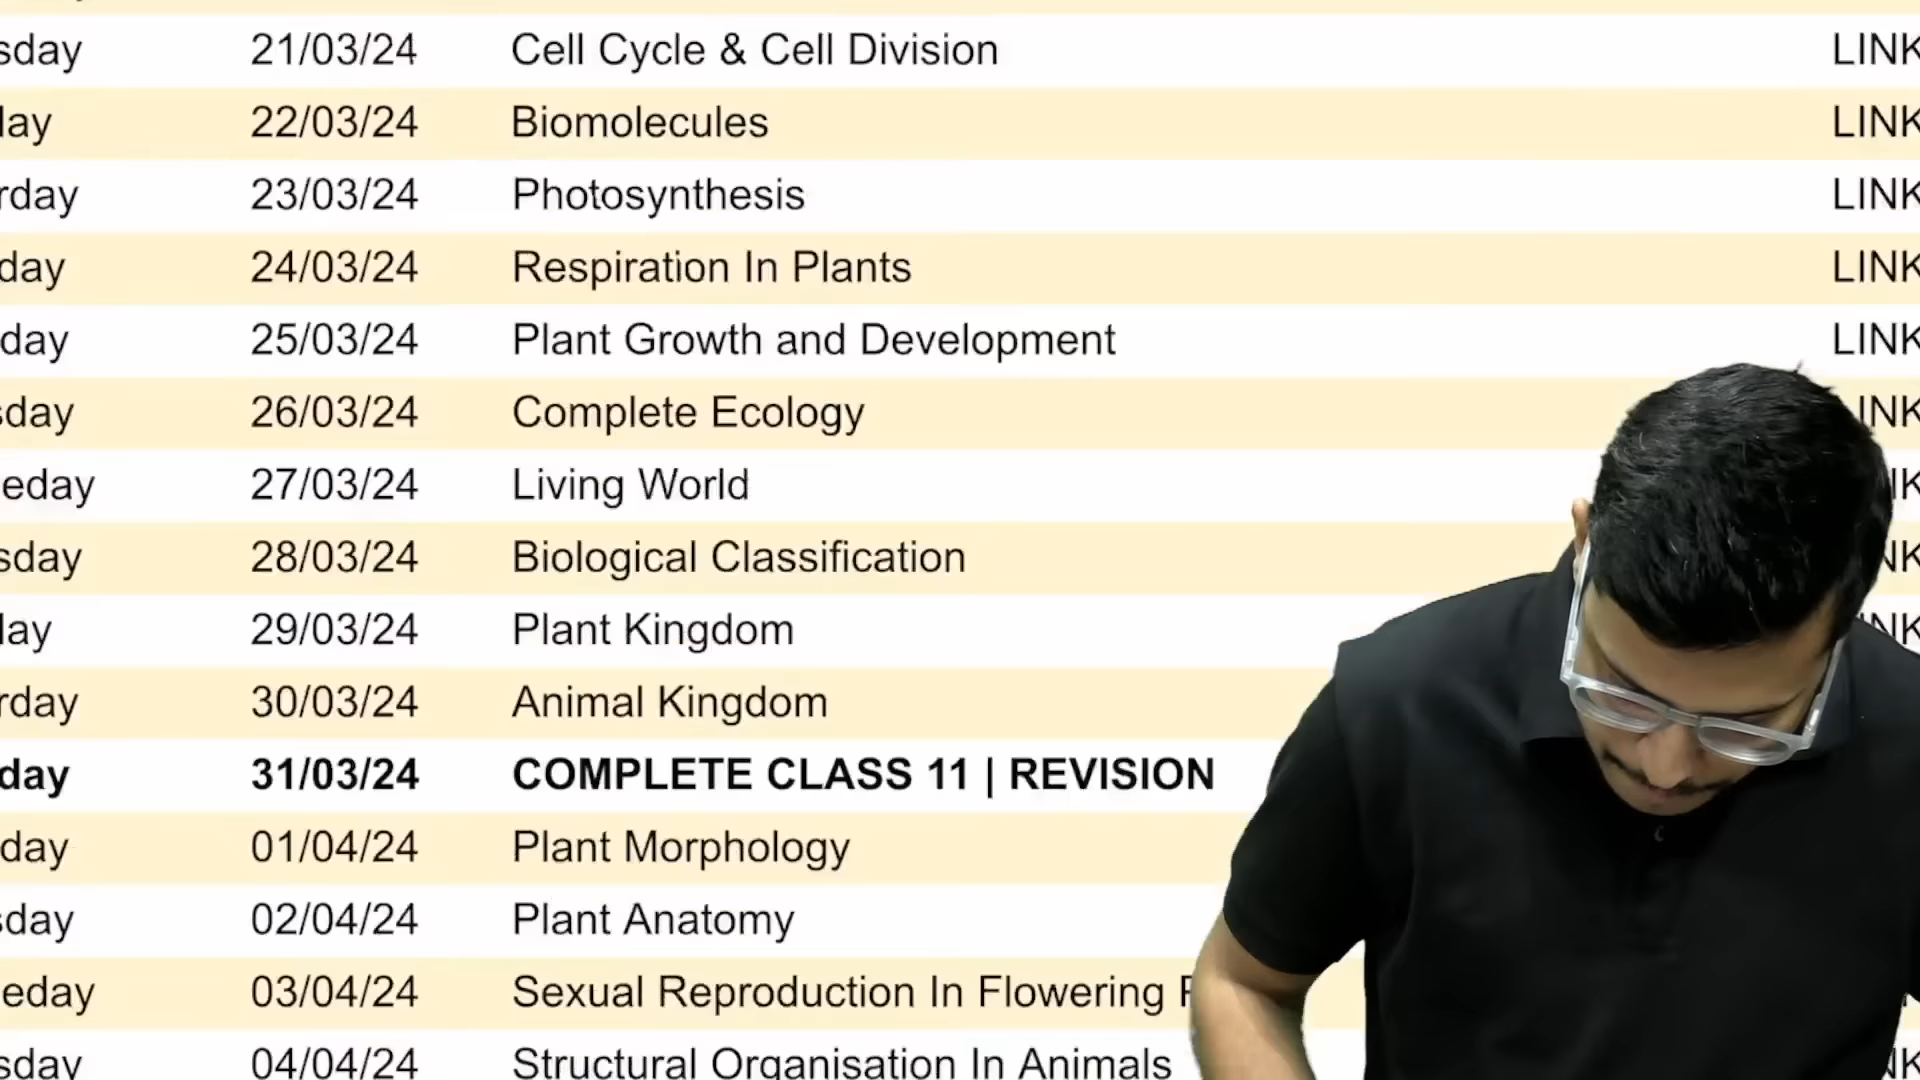 sday 21/03/24 Cell Cycle & Cell Division LINK
lay 22/03/24 Biomolecules LINK
rday 23/03/24 Photosynthesis LINK
day 24/03/24 Respiration In Plants LINK
day 25/03/24 Plant Growth and Development LINK
sday 26/03/24 Complete Ecology INK
eday 27/03/24 Living World IK
sday 28/03/24 Biological Classification NK
lay 29/03/24 Plant Kingdom NK
rday 30/03/24 Animal Kingdom
day 31/03/24 COMPLETE CLASS 11 | REVISION
day 01/04/24 Plant Morphology
sday 02/04/24 Plant Anatomy
eday 03/04/24 Sexual Reproduction In Flowering
sday 04/04/24 Structural Organisation In Animals NK